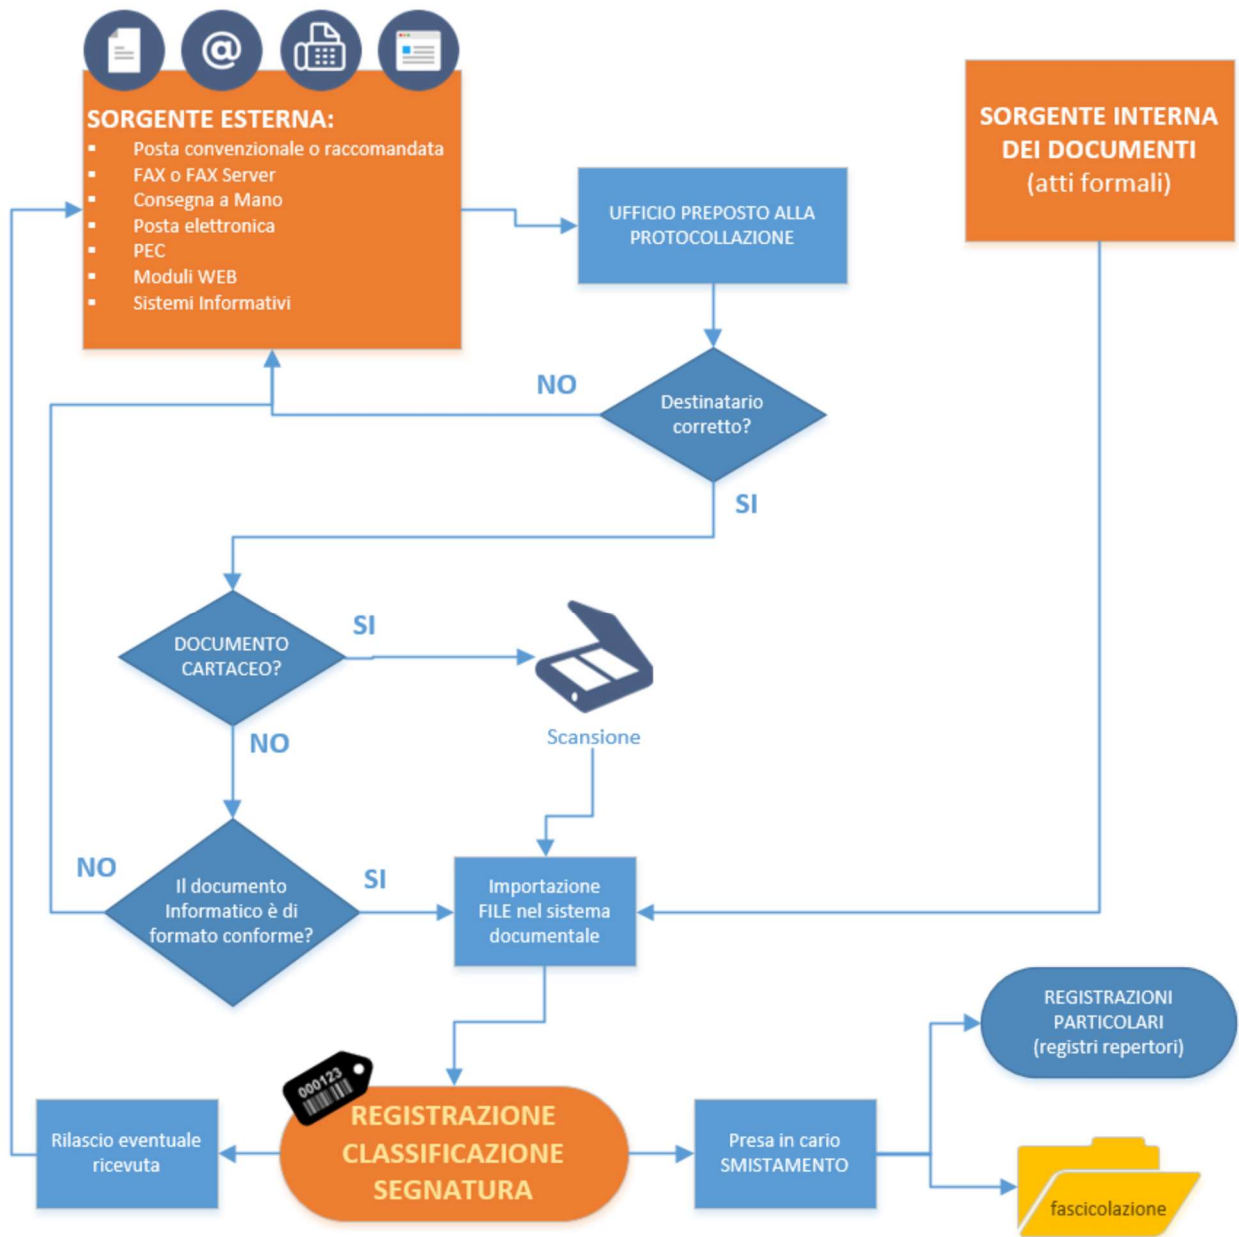 SORGENTE ESTERNA:
▪ Posta convenzionale o raccomandata
▪ FAX o FAX Server
▪ Consegna a Mano
▪ Posta elettronica
▪ PEC
▪ Moduli WEB
▪ Sistemi Informativi
SORGENTE INTERNA
DEI DOCUMENTI
(atti formali)
UFFICIO PREPOSTO ALLA
PROTOCOLLAZIONE
NO
Destinatario
corretto?
SI
DOCUMENTO
CARTACEO?
SI
Scansione
NO
NO
Il documento
Informatico è di
formato conforme?
SI
Importazione
FILE nel sistema
documentale
REGISTRAZIONI
PARTICOLARI
(registri repertori)
000123
REGISTRAZIONE
CLASSIFICAZIONE
SEGNATURA
Rilascio eventuale
ricevuta
Presa in cario
SMISTAMENTO
fascicolazione